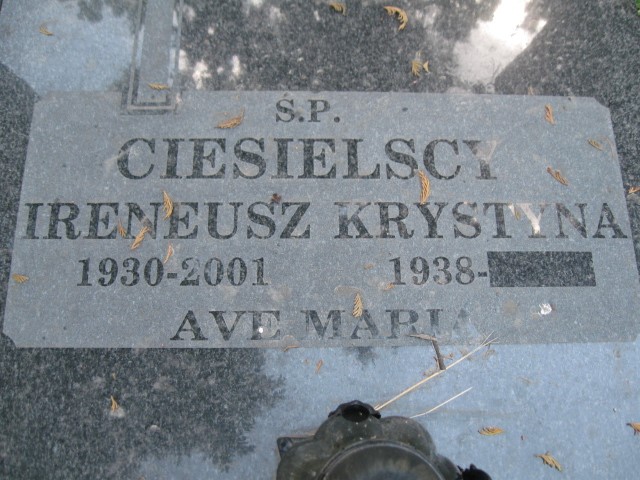 Ś.P.
CIESIELSCY
IRENEUSZ KRYSTYNA
1930-2001 1938-
AVE MARIA